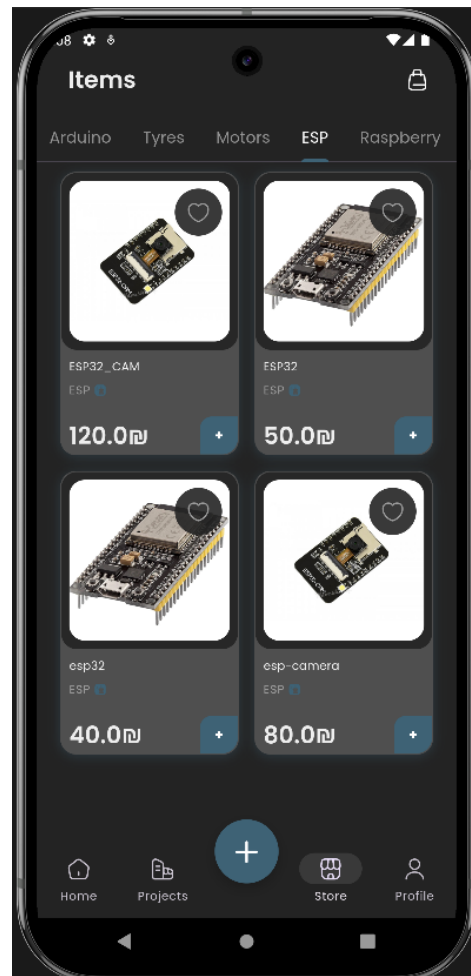 Items
Arduino Tyres Motors ESP Raspberry
ESP32_CAM
ESP
120.0₪
+
ESP32
ESP
50.0₪
+
esp32
ESP
40.0₪
+
esp-camera
ESP
80.0₪
+
+
Home Projects Store Profile